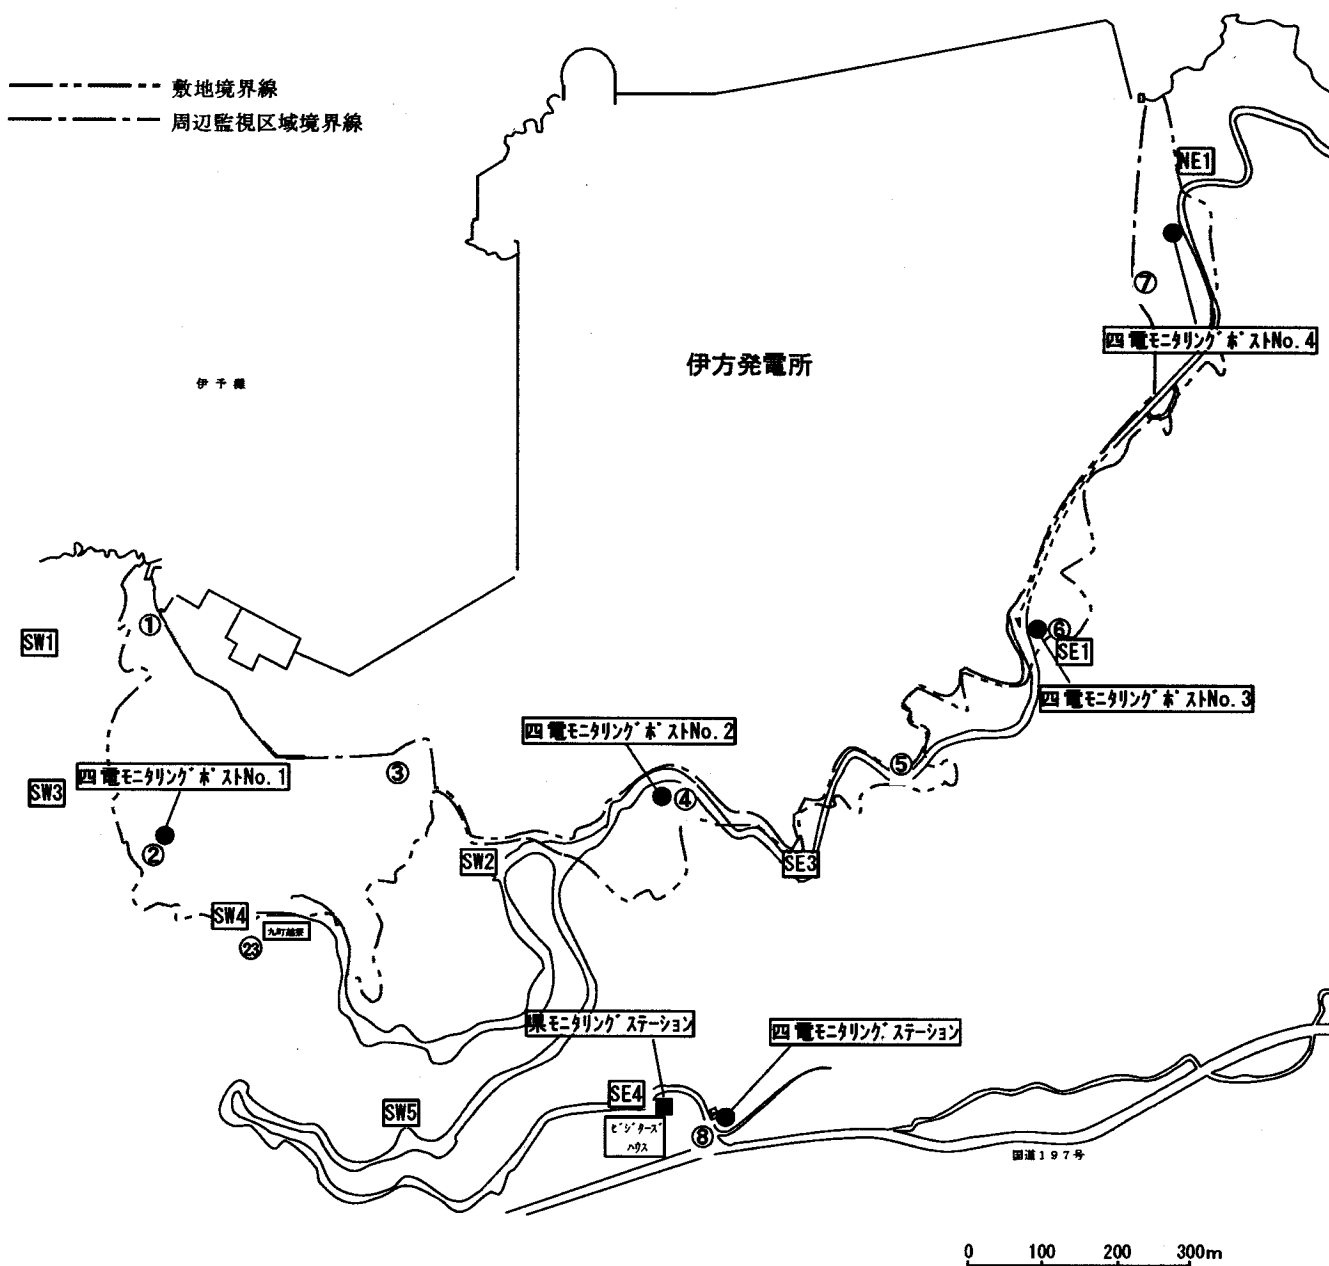 敷地境界線
周辺監視区域境界線
NE1
⑦
四電モニタリングポストNo.4
伊方発電所
伊予灘
①
SW1
⑥
SE1
四電モニタリングポストNo.3
四電モニタリングポストNo.2
⑤
③
四電モニタリングポストNo.1
SW3
④
②
SW2
SE3
SW4
九町越寮
㉓
県モニタリングステーション
四電モニタリングステーション
SE4
SW5
ビジターズ
ハウス
⑧
国道197号
0 100 200 300m